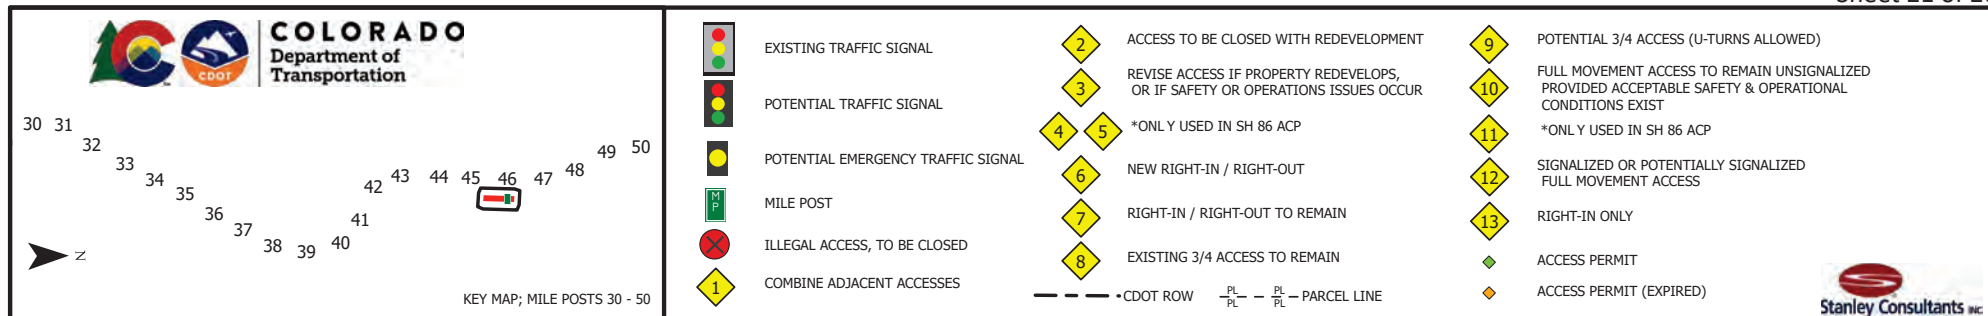 COLORADO
Department of
Transportation
CDOT
30 31 32 33 34 35 36 37 38 39 40 41 42 43 44 45 46 47 48 49 50
N
KEY MAP; MILE POSTS 30 - 50
EXISTING TRAFFIC SIGNAL
POTENTIAL TRAFFIC SIGNAL
POTENTIAL EMERGENCY TRAFFIC SIGNAL
M
P
MILE POST
ILLEGAL ACCESS, TO BE CLOSED
1 COMBINE ADJACENT ACCESSES
2 ACCESS TO BE CLOSED WITH REDEVELOPMENT
3 REVISE ACCESS IF PROPERTY REDEVELOPS,
OR IF SAFETY OR OPERATIONS ISSUES OCCUR
4 5 *ONLY USED IN SH 86 ACP
6 NEW RIGHT-IN / RIGHT-OUT
7 RIGHT-IN / RIGHT-OUT TO REMAIN
8 EXISTING 3/4 ACCESS TO REMAIN
CDOT ROW
PL PL
PL PL
PARCEL LINE
9 POTENTIAL 3/4 ACCESS (U-TURNS ALLOWED)
10 FULL MOVEMENT ACCESS TO REMAIN UNSIGNALIZED
PROVIDED ACCEPTABLE SAFETY & OPERATIONAL
CONDITIONS EXIST
11 *ONLY USED IN SH 86 ACP
12 SIGNALIZED OR POTENTIALLY SIGNALIZED
FULL MOVEMENT ACCESS
13 RIGHT-IN ONLY
ACCESS PERMIT
ACCESS PERMIT (EXPIRED)
Stanley Consultants INC